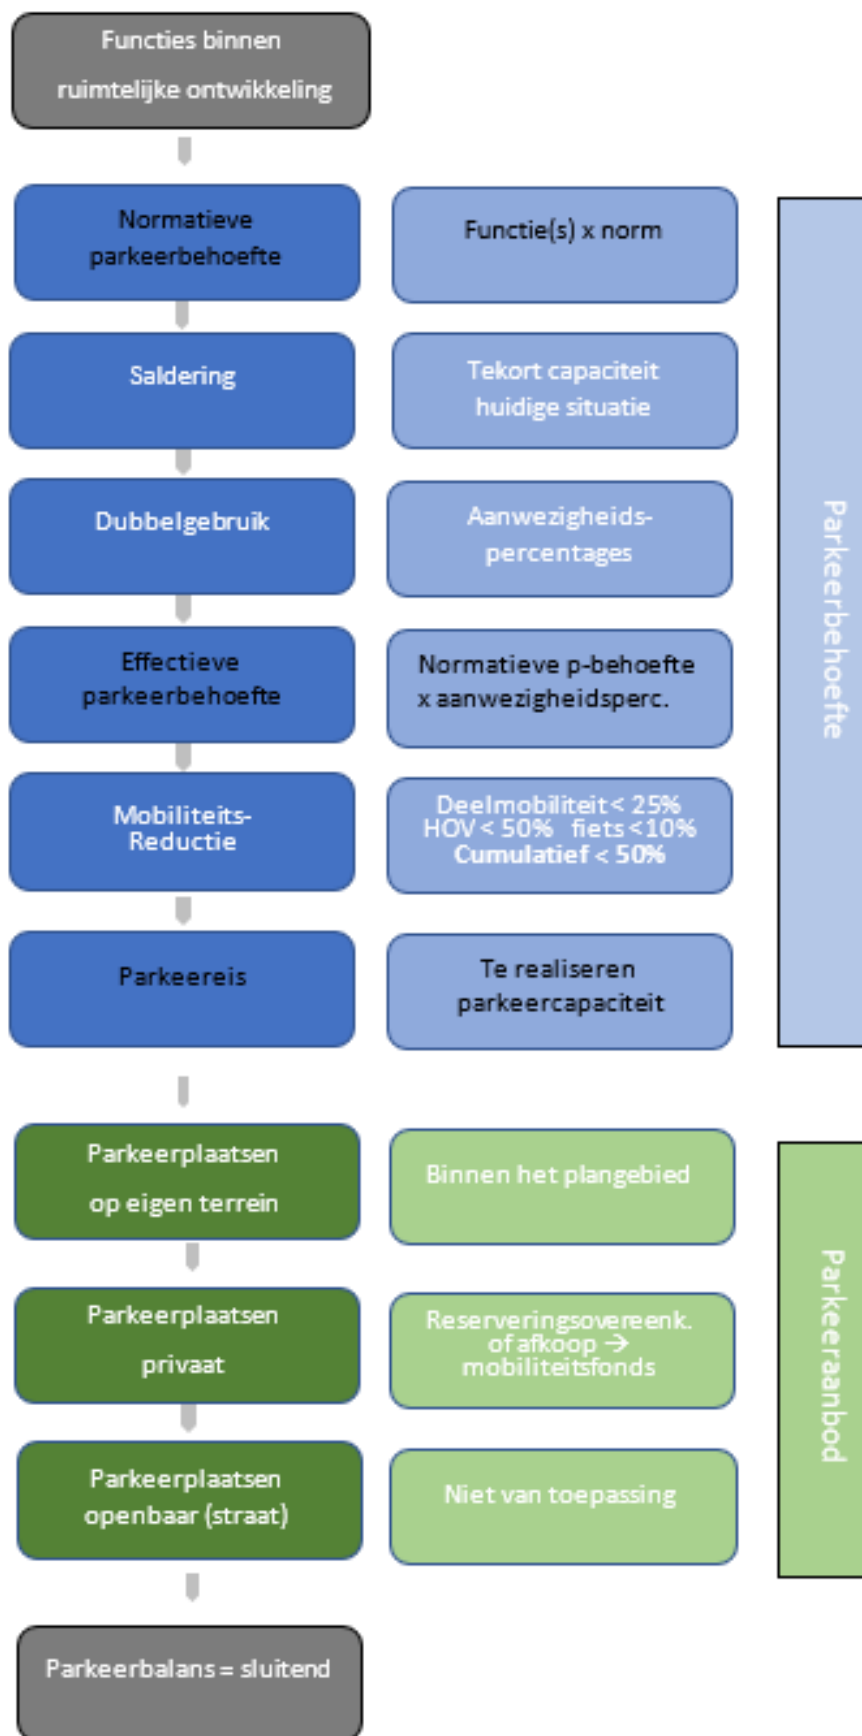 Functies binnen
ruimtelijke ontwikkeling
Normatieve
parkeerbehoefte
Functie(s) x norm
Saldering
Tekort capaciteit
huidige situatie
Dubbelgebruik
Aanwezigheids-
percentages
Effectieve
parkeerbehoefte
Normatieve p-behoefte
x aanwezigheidsperc.
Mobiliteits-
Reductie
Deelmobiliteit < 25%
HOV < 50% fiets <10%
Cumulatief < 50%
Parkeereis
Te realiseren
parkeercapaciteit
Parkeerbehoefte
Parkeerplaatsen
op eigen terrein
Binnen het plangebied
Parkeerplaatsen
privaat
Reserveringsovereenk.
of afkoop →
mobiliteitsfonds
Parkeerplaatsen
openbaar (straat)
Niet van toepassing
Parkeeraanbod
Parkeerbalans = sluitend